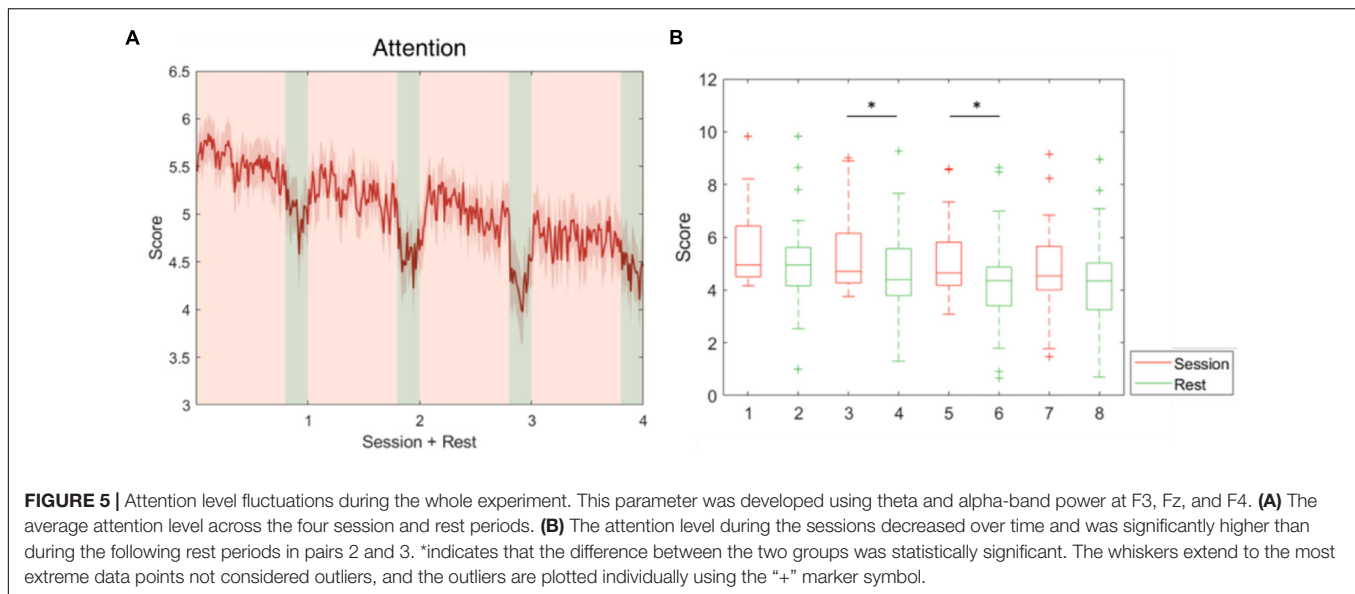 A
Attention
6.5
6
5.5
5
4.5
4
3.5
3
Score
1
2
3
4
Session + Rest
B
12
10
8
6
4
2
0
Score
*
*
1
2
3
4
5
6
7
8
Session
Rest
FIGURE 5 | Attention level fluctuations during the whole experiment. This parameter was developed using theta and alpha-band power at F3, Fz, and F4. (A) The
average attention level across the four session and rest periods. (B) The attention level during the sessions decreased over time and was significantly higher than
during the following rest periods in pairs 2 and 3. *indicates that the difference between the two groups was statistically significant. The whiskers extend to the most
extreme data points not considered outliers, and the outliers are plotted individually using the “+” marker symbol.